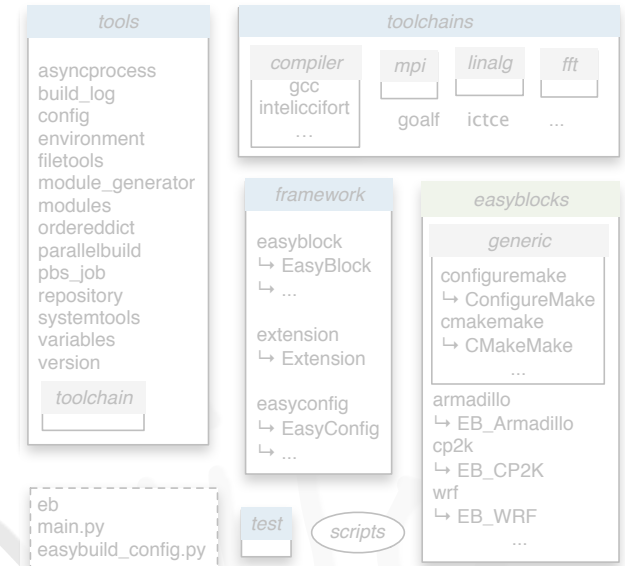 tools
asyncprocess
build_log
config
environment
filetools
module_generator
modules
ordereddict
parallelbuild
pbs_job
repository
systemtools
variables
version
toolchain
toolchains
compiler
gcc
inteliccifort
...
mpi
linalg
fft
goalf ictce ...
framework
easyblock
↳ EasyBlock
↳ ...
extension
↳ Extension
easyconfig
↳ EasyConfig
↳ ...
easyblocks
generic
configuremake
↳ ConfigureMake
cmakemake
↳ CMakeMake
...
armadillo
↳ EB_Armadillo
cp2k
↳ EB_CP2K
wrf
↳ EB_WRF
...
eb
main.py
easybuild_config.py
test
scripts